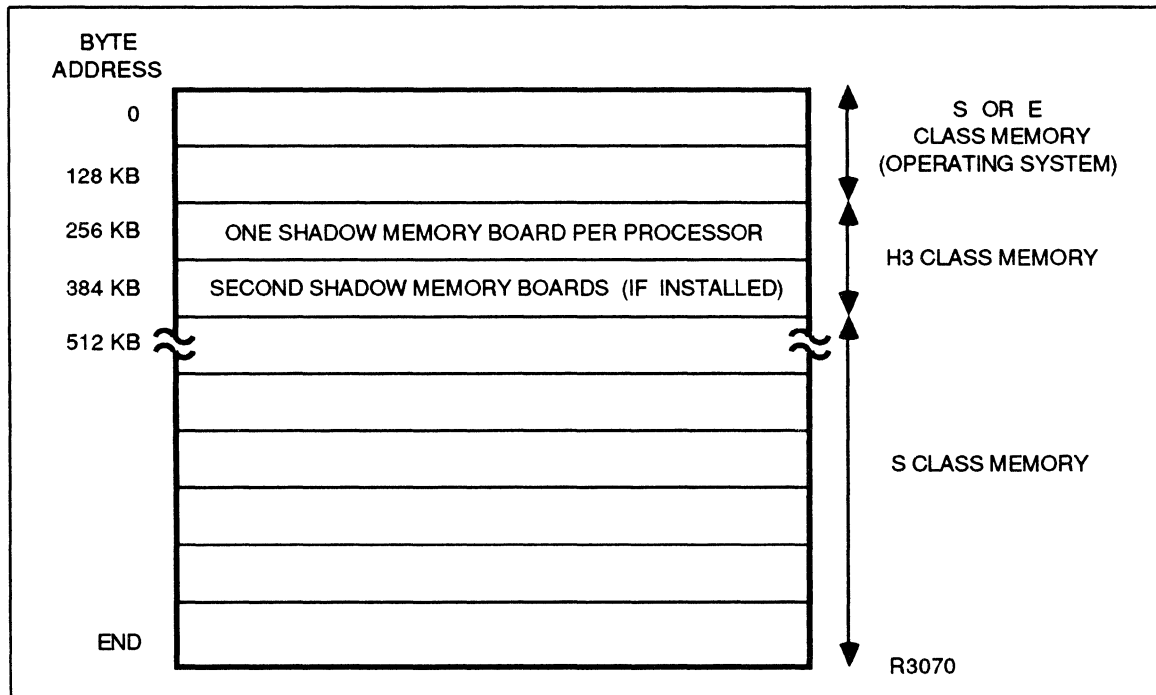 BYTE
ADDRESS
0
S OR E
CLASS MEMORY
(OPERATING SYSTEM)
128 KB
256 KB
ONE SHADOW MEMORY BOARD PER PROCESSOR
H3 CLASS MEMORY
384 KB
SECOND SHADOW MEMORY BOARDS (IF INSTALLED)
512 KB
S CLASS MEMORY
END
R3070